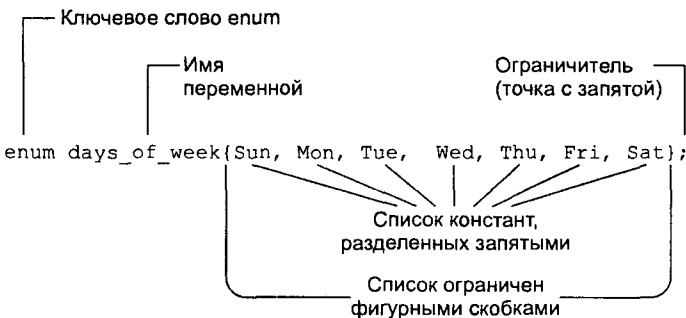 Ключевое слово enum
Имя
переменной
Ограничитель
(точка с запятой)
enum days_of_week{Sun, Mon, Tue, Wed, Thu, Fri, Sat};
Список констант,
разделенных запятыми
Список ограничен
фигурными скобками